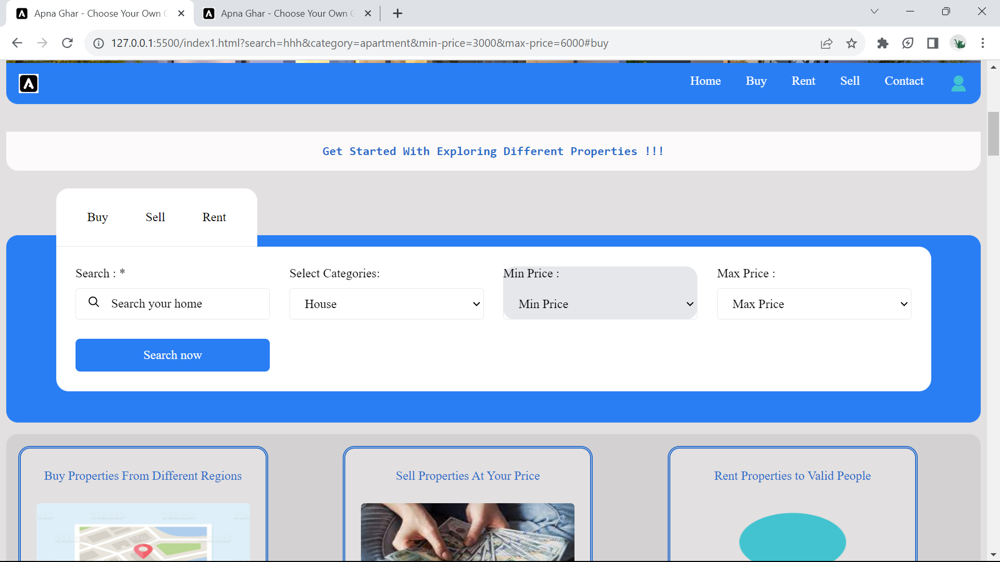 Apna Ghar - Choose Your Own
Apna Ghar - Choose Your Own
127.0.0.1:5500/index1.html?search=hhh&category=apartment&min-price=3000&max-price=6000#buy
A
Home Buy Rent Sell Contact
Get Started With Exploring Different Properties !!!
Buy Sell Rent
Search : * Select Categories: Min Price : Max Price :
Search your home House Min Price Max Price
Search now
Buy Properties From Different Regions
Sell Properties At Your Price
Rent Properties to Valid People
iStock iStock